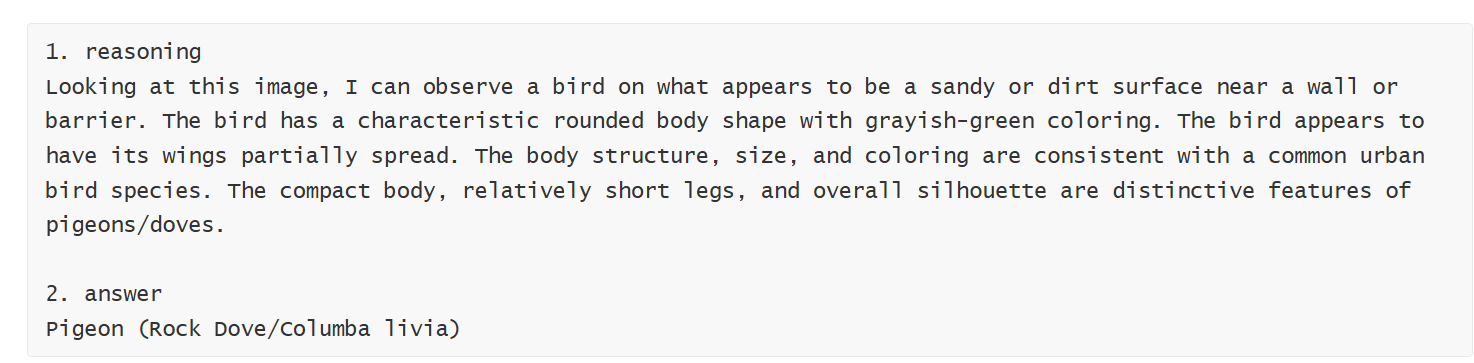 1. reasoning
Looking at this image, I can observe a bird on what appears to be a sandy or dirt surface near a wall or
barrier. The bird has a characteristic rounded body shape with grayish-green coloring. The bird appears to
have its wings partially spread. The body structure, size, and coloring are consistent with a common urban
bird species. The compact body, relatively short legs, and overall silhouette are distinctive features of
pigeons/doves.
2. answer
Pigeon (Rock Dove/Columba livia)